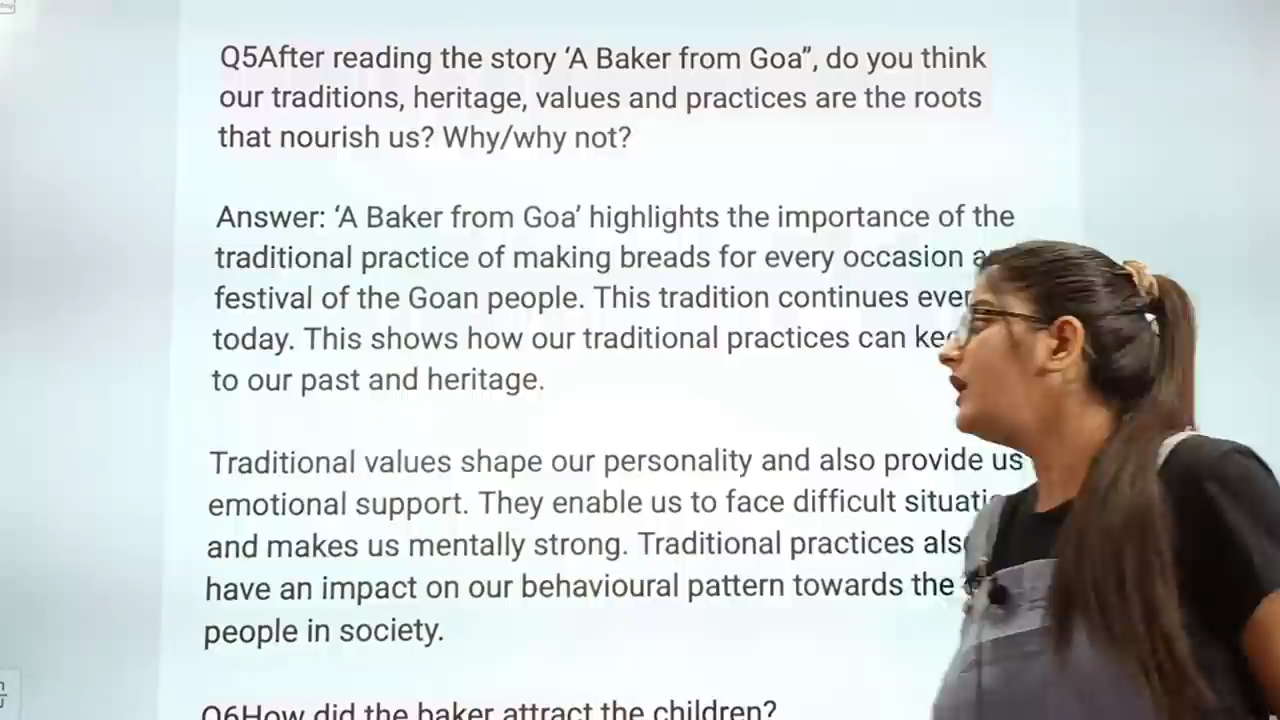 Q5After reading the story ‘A Baker from Goa”, do you think
our traditions, heritage, values and practices are the roots
that nourish us? Why/why not?
Answer: ‘A Baker from Goa’ highlights the importance of the
traditional practice of making breads for every occasion
festival of the Goan people. This tradition continues
today. This shows how our traditional practices can
to our past and heritage.
Traditional values shape our personality and also provide us
emotional support. They enable us to face difficult
and makes us mentally strong. Traditional practices
have an impact on our behavioural pattern towards the
people in society.
Q6How did the baker attract the children?